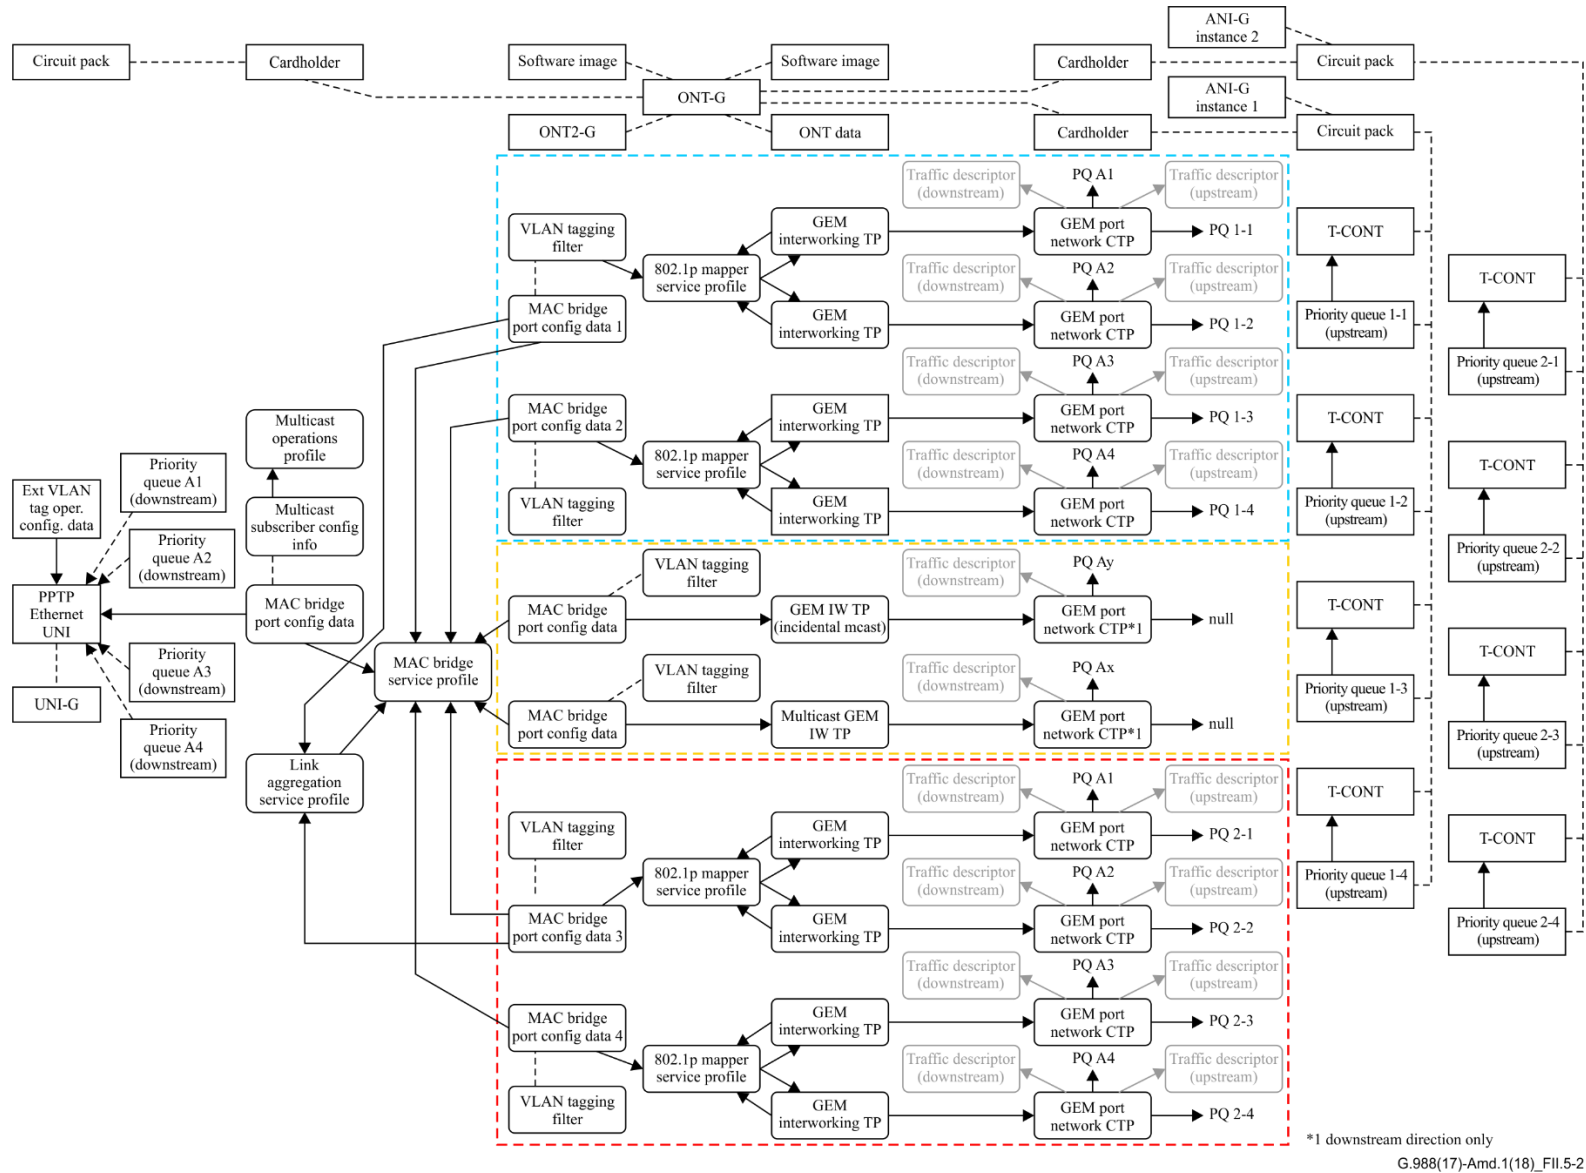 ANI-G
instance 2
Circuit pack
Cardholder
Software image
Software image
Cardholder
Circuit pack
ONT-G
ANI-G
instance 1
ONT2-G
ONT data
Cardholder
Circuit pack
Traffic descriptor
(downstream)
PQ A1
Traffic descriptor
(upstream)
VLAN tagging
filter
GEM
interworking TP
GEM port
network CTP
PQ 1-1
T-CONT
802.1p mapper
service profile
Traffic descriptor
(downstream)
PQ A2
Traffic descriptor
(upstream)
T-CONT
MAC bridge
port config data 1
GEM
interworking TP
GEM port
network CTP
PQ 1-2
Priority queue 1-1
(upstream)
Traffic descriptor
(downstream)
PQ A3
Traffic descriptor
(upstream)
Priority queue 2-1
(upstream)
MAC bridge
port config data 2
GEM
interworking TP
GEM port
network CTP
PQ 1-3
T-CONT
Multicast
operations
profile
802.1p mapper
service profile
Traffic descriptor
(downstream)
PQ A4
Traffic descriptor
(upstream)
T-CONT
Priority
queue A1
(downstream)
Ext VLAN
tag oper.
config. data
Multicast
subscriber config
info
VLAN tagging
filter
GEM
interworking TP
GEM port
network CTP
PQ 1-4
Priority queue 1-2
(upstream)
Priority
queue A2
(downstream)
VLAN tagging
filter
Traffic descriptor
(downstream)
PQ Ay
Priority queue 2-2
(upstream)
PPTP
Ethernet
UNI
MAC bridge
port config data
MAC bridge
port config data
GEM IW TP
(incidental mcast)
GEM port
network CTP*1
null
T-CONT
Priority
queue A3
(downstream)
MAC bridge
service profile
VLAN tagging
filter
Traffic descriptor
(downstream)
PQ Ax
T-CONT
Priority queue 1-3
(upstream)
UNI-G
MAC bridge
port config data
Multicast GEM
IW TP
GEM port
network CTP*1
null
Priority
queue A4
(downstream)
Priority queue 2-3
(upstream)
Link
aggregation
service profile
Traffic descriptor
(downstream)
PQ A1
Traffic descriptor
(upstream)
T-CONT
VLAN tagging
filter
GEM
interworking TP
GEM port
network CTP
PQ 2-1
T-CONT
802.1p mapper
service profile
Traffic descriptor
(downstream)
PQ A2
Traffic descriptor
(upstream)
Priority queue 1-4
(upstream)
MAC bridge
port config data 3
GEM
interworking TP
GEM port
network CTP
PQ 2-2
Priority queue 2-4
(upstream)
Traffic descriptor
(downstream)
PQ A3
Traffic descriptor
(upstream)
MAC bridge
port config data 4
GEM
interworking TP
GEM port
network CTP
PQ 2-3
802.1p mapper
service profile
Traffic descriptor
(downstream)
PQ A4
Traffic descriptor
(upstream)
VLAN tagging
filter
GEM
interworking TP
GEM port
network CTP
PQ 2-4
*1 downstream direction only
G.988(17)-Amd.1(18)_FII.5-2